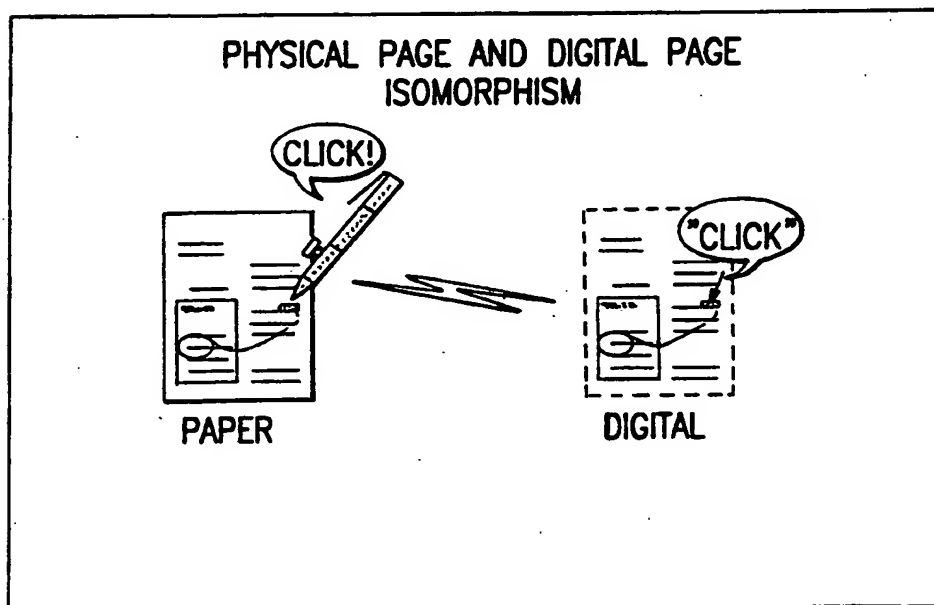 PHYSICAL PAGE AND DIGITAL PAGE
ISOMORPHISM
CLICK!
"CLICK"
PAPER
DIGITAL